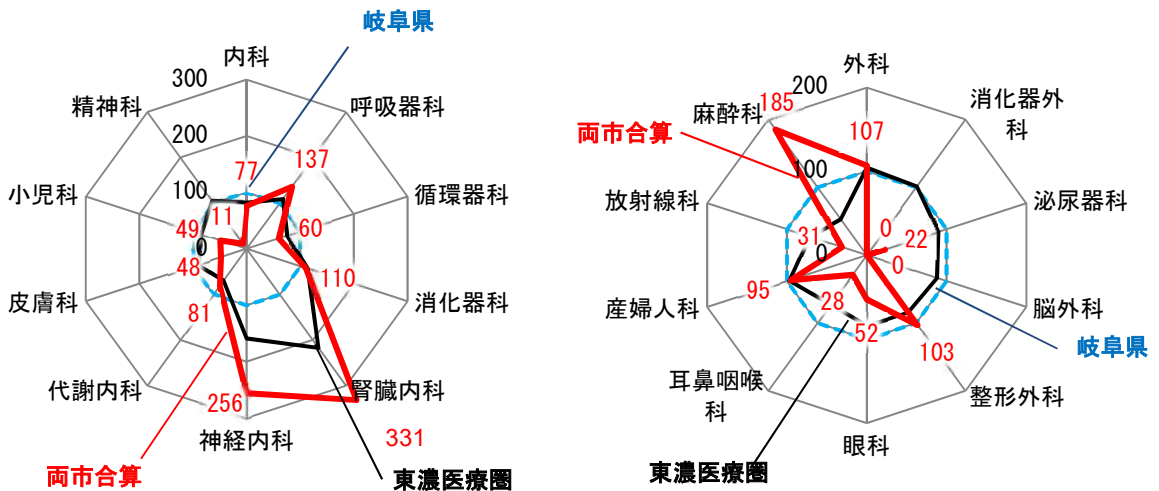 岐阜県
内科
呼吸器科
循環器科
消化器科
腎臓内科
神経内科
代謝内科
皮膚科
小児科
精神科
300
200
100
0
77
137
60
110
331
256
81
48
49
11
両市合算
東濃医療圏
外科
消化器外
科
泌尿器科
脳外科
整形外科
眼科
耳鼻咽喉
科
産婦人科
放射線科
麻酔科
200
100
0
107
0
22
0
103
52
28
95
31
185
両市合算
岐阜県
東濃医療圏